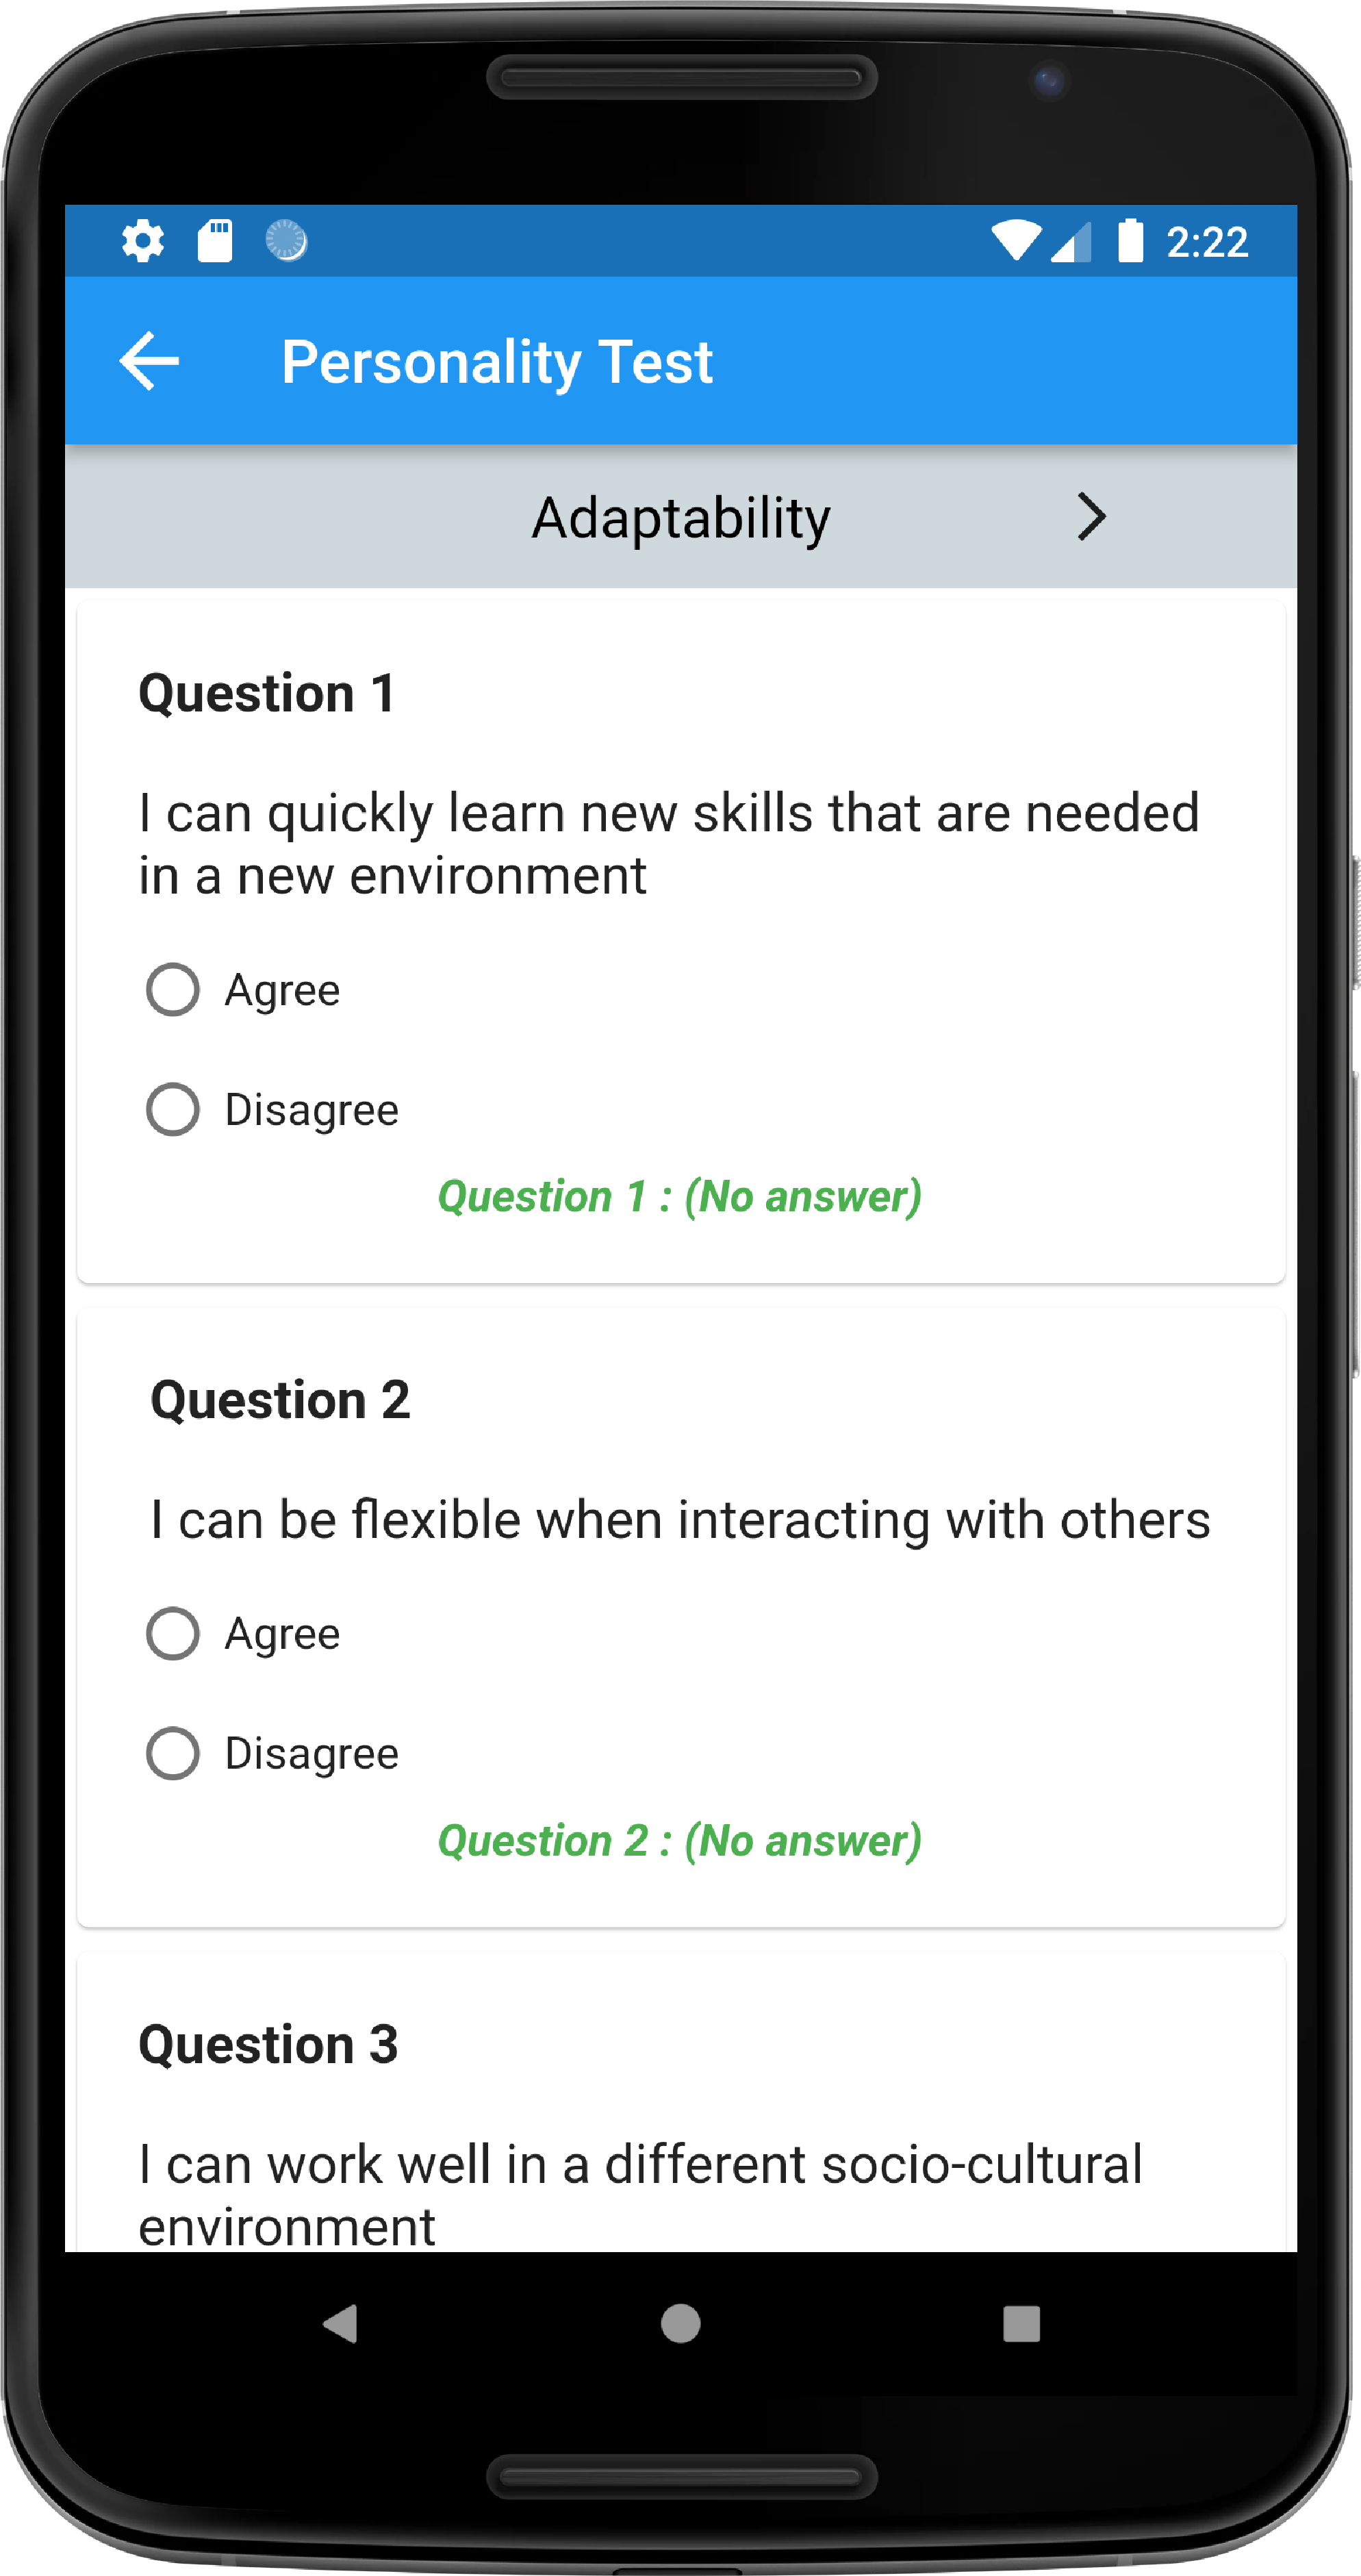 2:22
Personality Test
Adaptability
Question 1
I can quickly learn new skills that are needed
in a new environment
Agree
Disagree
Question 1 : (No answer)
Question 2
I can be flexible when interacting with others
Agree
Disagree
Question 2 : (No answer)
Question 3
I can work well in a different socio-cultural
environment